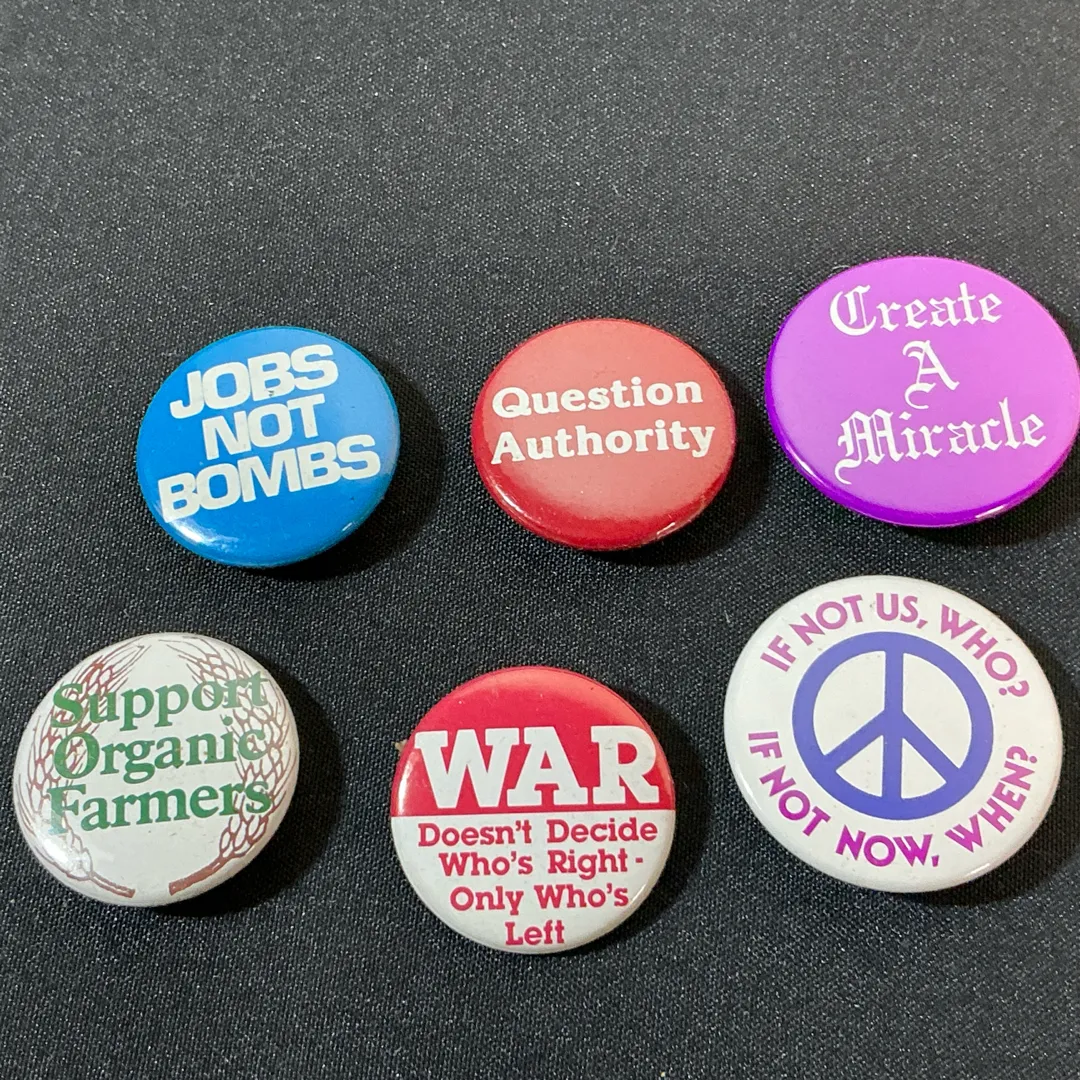 JOBS
NOT
BOMBS
Question
Authority
Create
A
Miracle
Support
Organic
Farmers
WAR
Doesn't Decide
Who's Right -
Only Who's
Left
IF NOT US, WHO?
IF NOT NOW, WHEN?